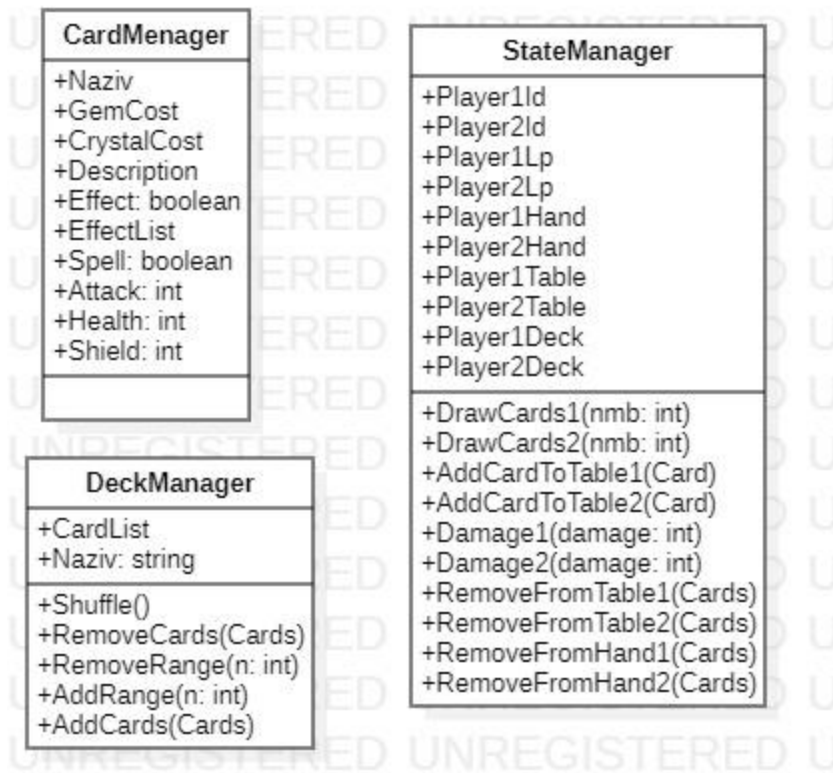 CardMenager
+Naziv
+GemCost
+CrystalCost
+Description
+Effect: boolean
+EffectList
+Spell: boolean
+Attack: int
+Health: int
+Shield: int
DeckManager
+CardList
+Naziv: string
+Shuffle()
+RemoveCards(Cards)
+RemoveRange(n: int)
+AddRange(n: int)
+AddCards(Cards)
StateManager
+Player1Id
+Player2Id
+Player1Lp
+Player2Lp
+Player1Hand
+Player2Hand
+Player1Table
+Player2Table
+Player1Deck
+Player2Deck
+DrawCards1(nmb: int)
+DrawCards2(nmb: int)
+AddCardToTable1(Card)
+AddCardToTable2(Card)
+Damage1(damage: int)
+Damage2(damage: int)
+RemoveFromTable1(Cards)
+RemoveFromTable2(Cards)
+RemoveFromHand1(Cards)
+RemoveFromHand2(Cards)
UNREGISTERED